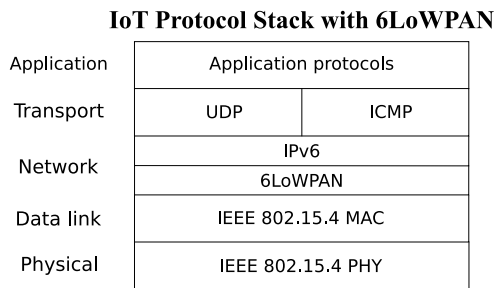 IoT Protocol Stack with 6LoWPAN
Application Application protocols
Transport UDP ICMP
Network IPv6
6LoWPAN
Data link IEEE 802.15.4 MAC
Physical IEEE 802.15.4 PHY